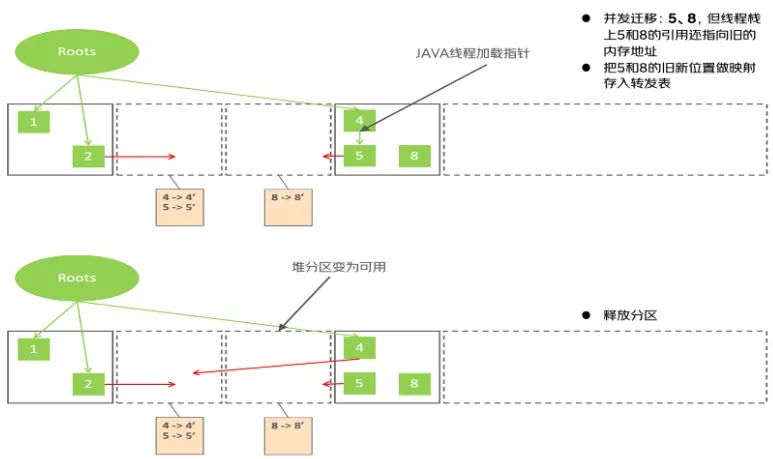 ● 并发迁移：5、8，但线程栈
上5和8的引用还指向旧的
内存地址
● 把5和8的旧新位置做映射
存入转发表
Roots
JAVA线程加载指针
1
4
2
5
8
4 -> 4′
5 -> 5′
8 -> 8′
Roots
堆分区变为可用
● 释放分区
1
4
2
5
8
4 -> 4′
5 -> 5′
8 -> 8′